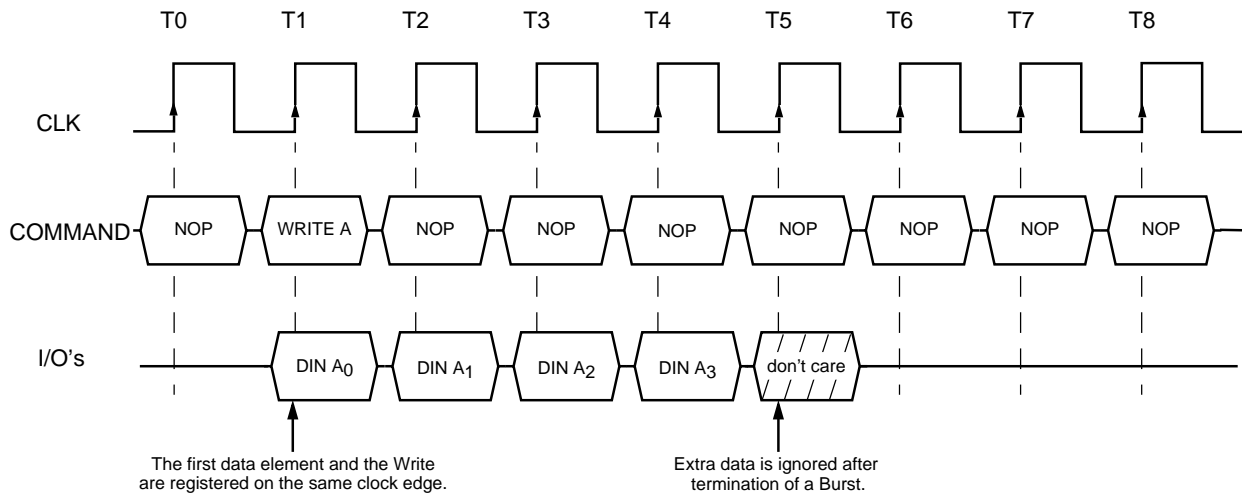 T0 T1 T2 T3 T4 T5 T6 T7 T8
CLK
COMMAND NOP WRITE A NOP NOP NOP NOP NOP NOP NOP
I/O's DIN A0 DIN A1 DIN A2 DIN A3 don't care
The first data element and the Write
are registered on the same clock edge.
Extra data is ignored after
termination of a Burst.